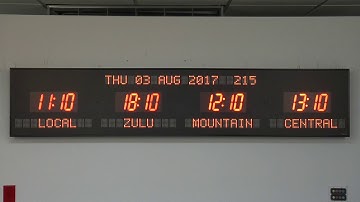 THU 03 AUG 2017 215
11:10 18:10 12:10 13:10
LOCAL ZULU MOUNTAIN CENTRAL